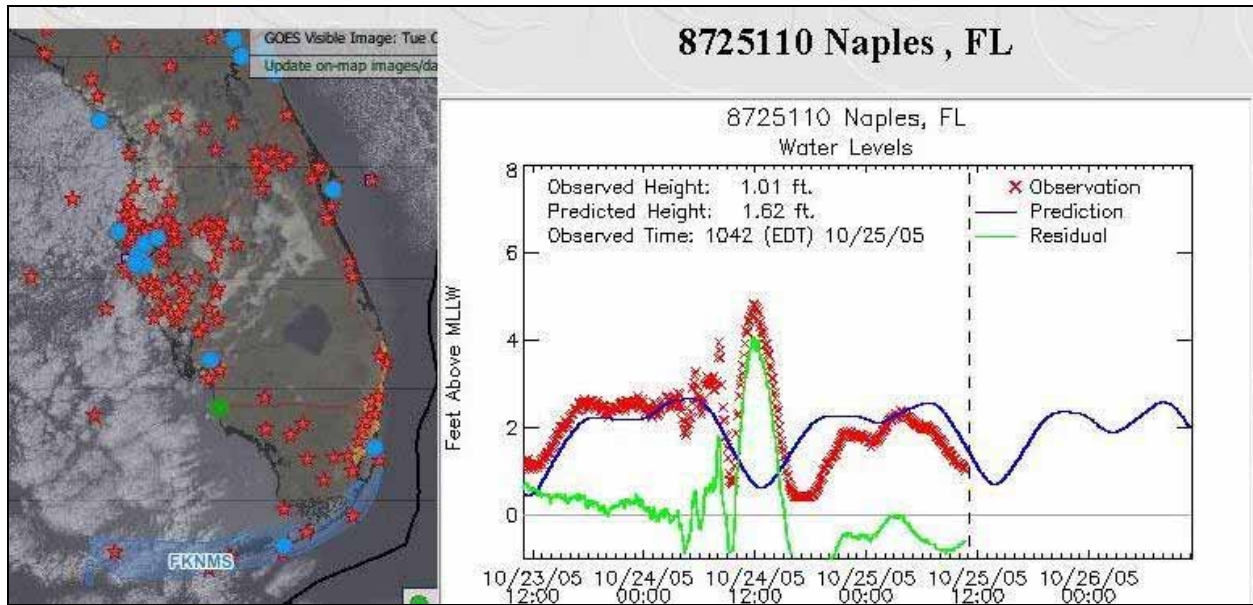 GOES Visible Image: Tue
Update on-map images/da
FKNMS
8725110 Naples , FL
8725110 Naples, FL
Water Levels
Observed Height: 1.01 ft.
Predicted Height: 1.62 ft.
Observed Time: 1042 (EDT) 10/25/05
Observation
Prediction
Residual
Feet Above MLLW
8
6
4
2
0
10/23/05 10/24/05 10/24/05 10/25/05 10/25/05 10/26/05
12:00 00:00 12:00 00:00 12:00 00:00